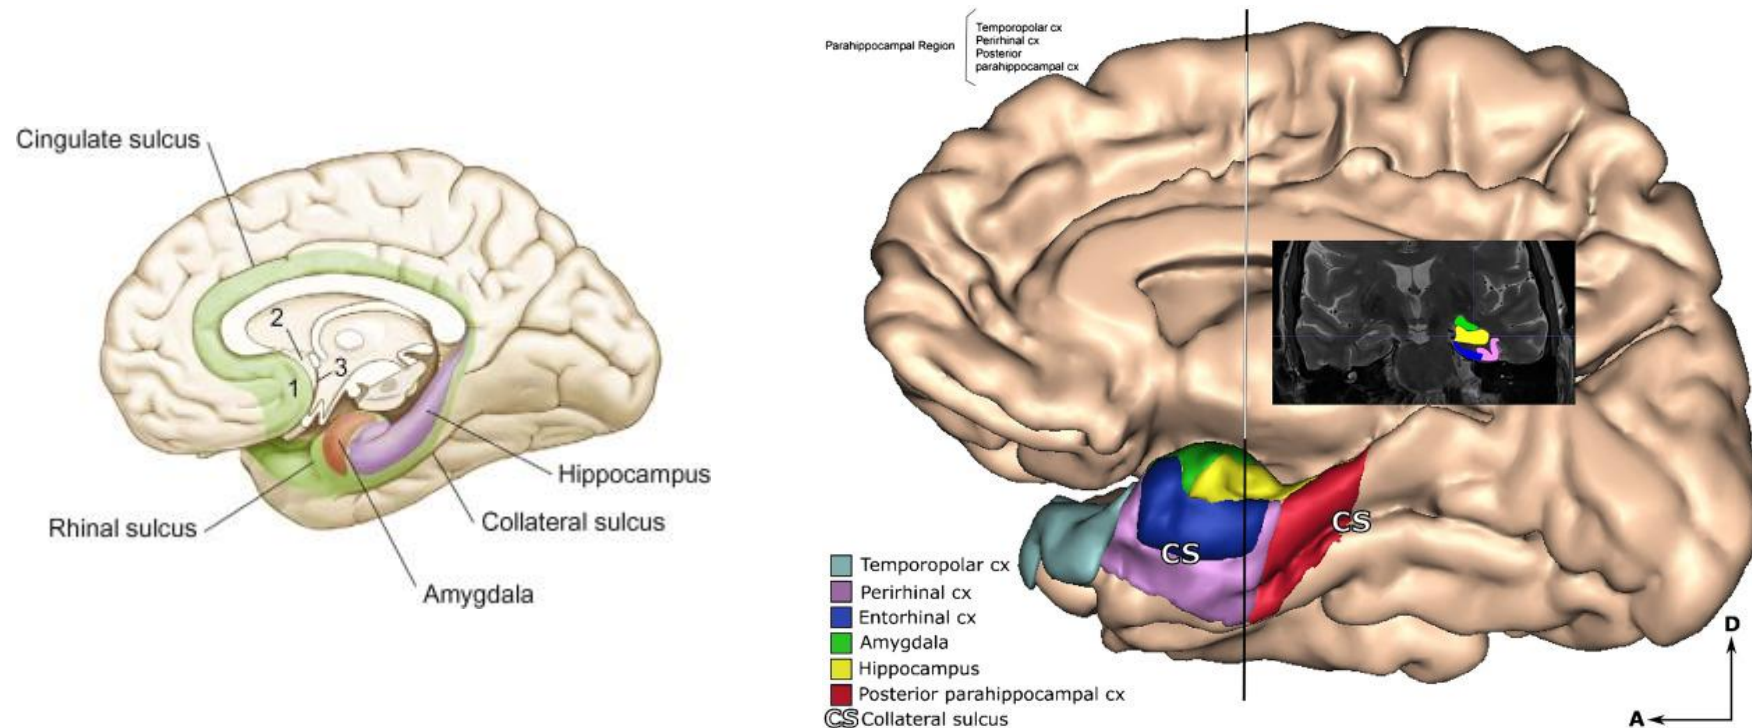 Cingulate sulcus
2
3
1
Hippocampus
Rhinal sulcus
Collateral sulcus
Amygdala
Parahippocampal Region
Temporopolar cx
Perirhinal cx
Posterior
parahippocampal cx
CS
CS
Temporopolar cx
Perirhinal cx
Entorhinal cx
Amygdala
Hippocampus
Posterior parahippocampal cx
CS Collateral sulcus
D
A